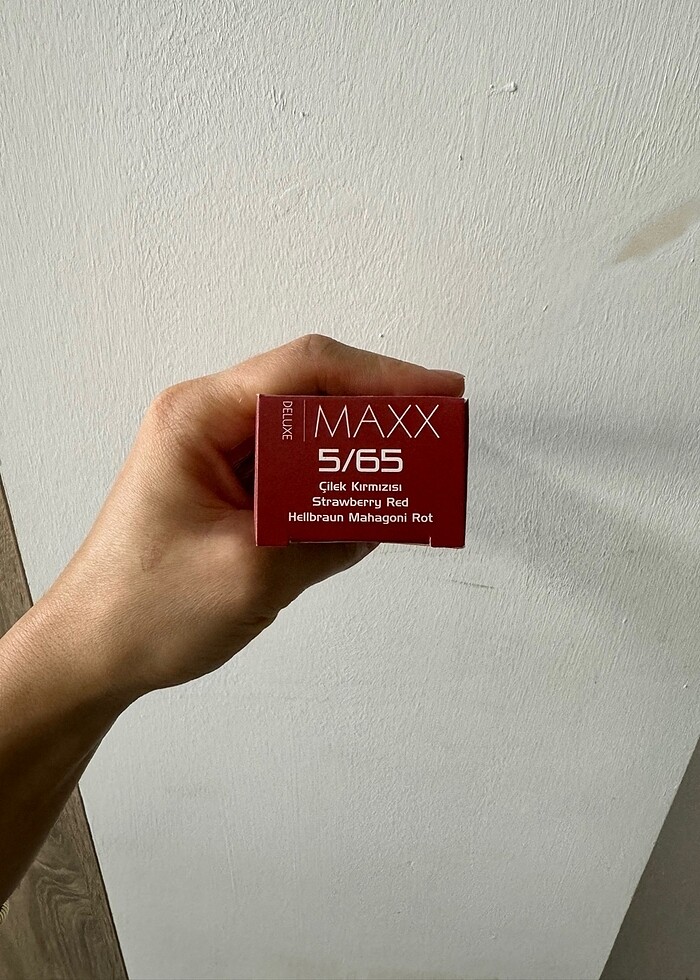 DELUXE
MAXX
5/65
Çilek Kırmızısı
Strawberry Red
Hellbraun Mahagoni Rot